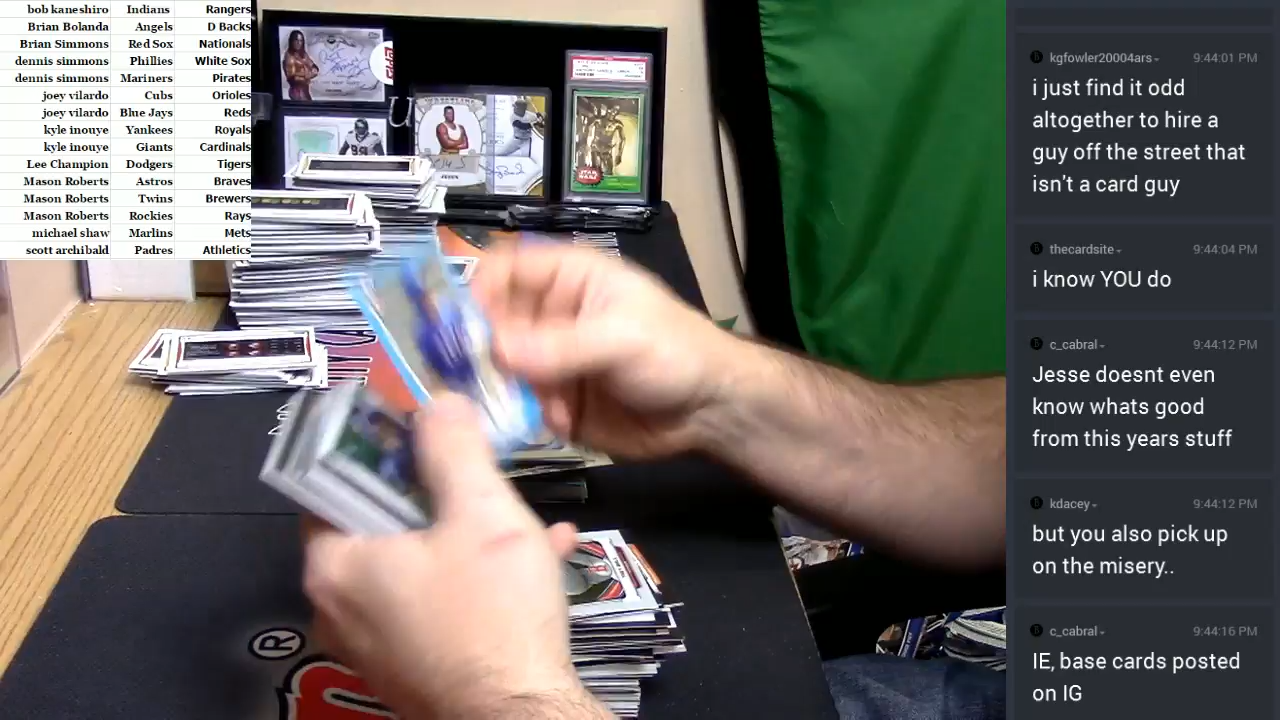 bob kaneshiro Indians Rangers
Brian Bolanda Angels D Backs
Brian Simmons Red Sox Nationals
dennis simmons Phillies White Sox
dennis simmons Mariners Pirates
joey vilardo Cubs Orioles
joey vilardo Blue Jays Reds
kyle inouye Yankees Royals
kyle inouye Giants Cardinals
Lee Champion Dodgers Tigers
Mason Roberts Astros Braves
Mason Roberts Twins Brewers
Mason Roberts Rockies Rays
michael shaw Marlins Mets
scott archibald Padres Athletics
STAR WARS
U
®
kgfowler20004ars 9:44:01 PM
i just find it odd
altogether to hire a
guy off the street that
isn't a card guy
thecardsite 9:44:04 PM
i know YOU do
c_cabral 9:44:12 PM
Jesse doesnt even
know whats good
from this years stuff
kdacey 9:44:12 PM
but you also pick up
on the misery..
c_cabral 9:44:16 PM
IE, base cards posted
on IG